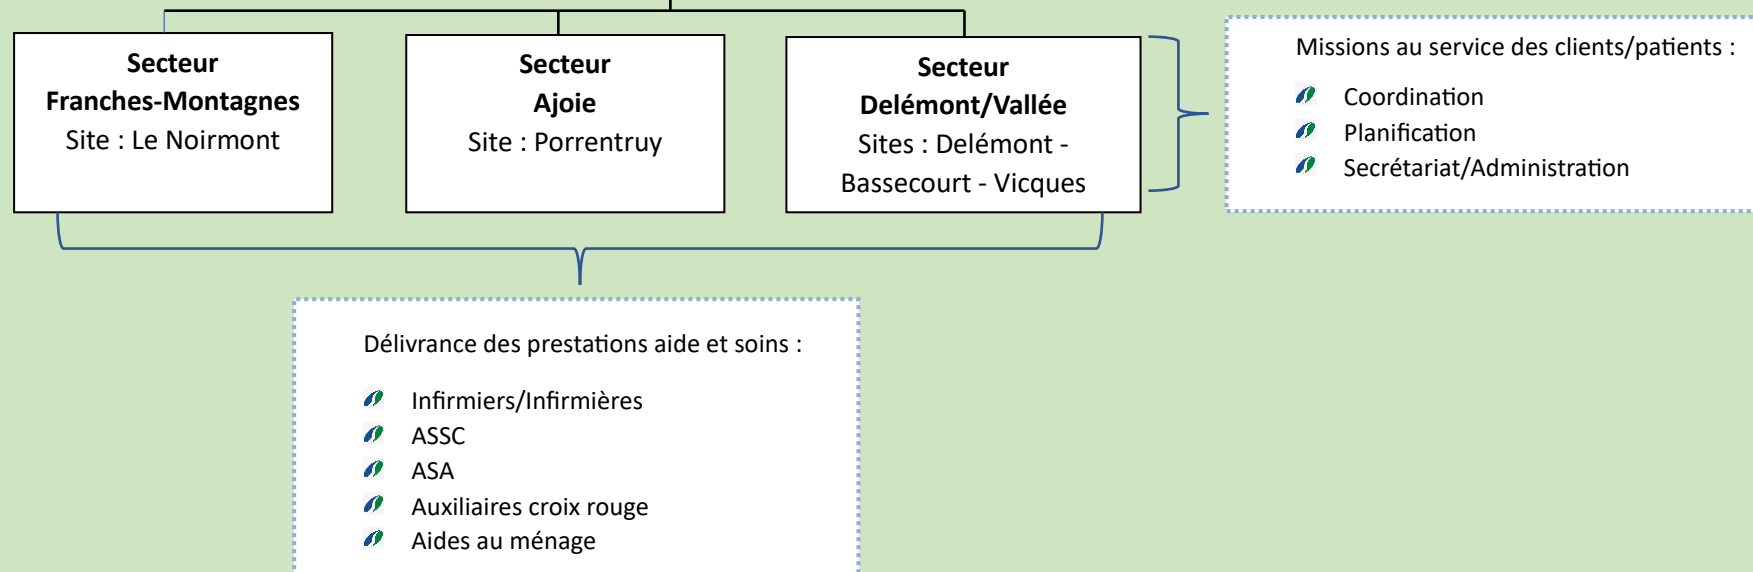 Secteur
Franches-Montagnes
Site : Le Noirmont
Secteur
Ajoie
Site : Porrentruy
Secteur
Delémont/Vallée
Sites : Delémont -
Bassecourt - Vicques
Missions au service des clients/patients :
Coordination
Planification
Secrétariat/Administration
Délivrance des prestations aide et soins :
Infirmiers/Infirmières
ASSC
ASA
Auxiliaires croix rouge
Aides au ménage